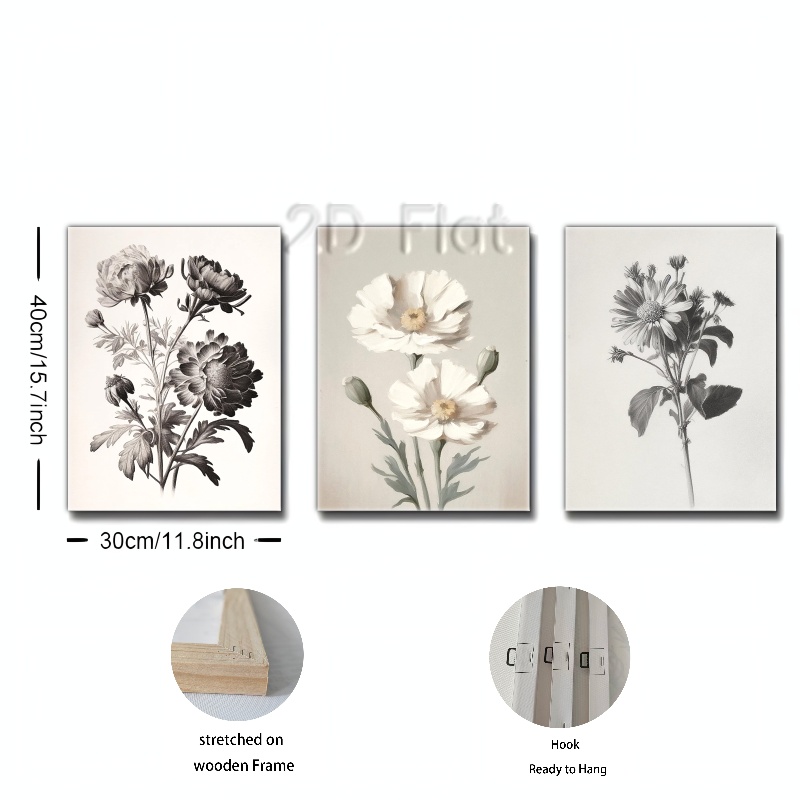 2D Flat
40cm/15.7inch
30cm/11.8inch
stretched on
wooden Frame
Hook
Ready to Hang